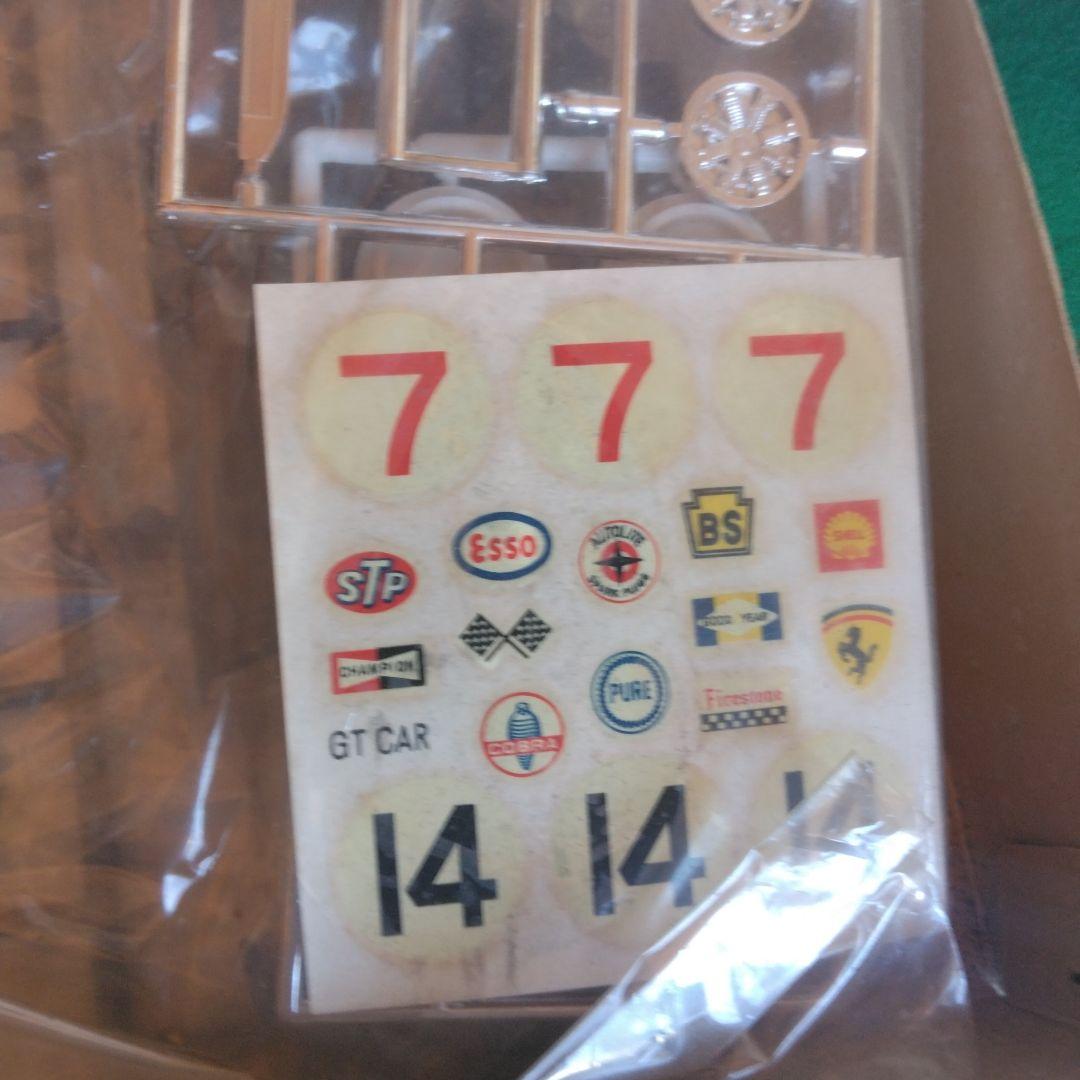 7 7 7
STP
ESSO
AUTOLITE
SPARK PLUGS
BS
SHELL
CHAMPION
PURE
GOOD YEAR
GT CAR
COBRA
Firestone
14 14 14